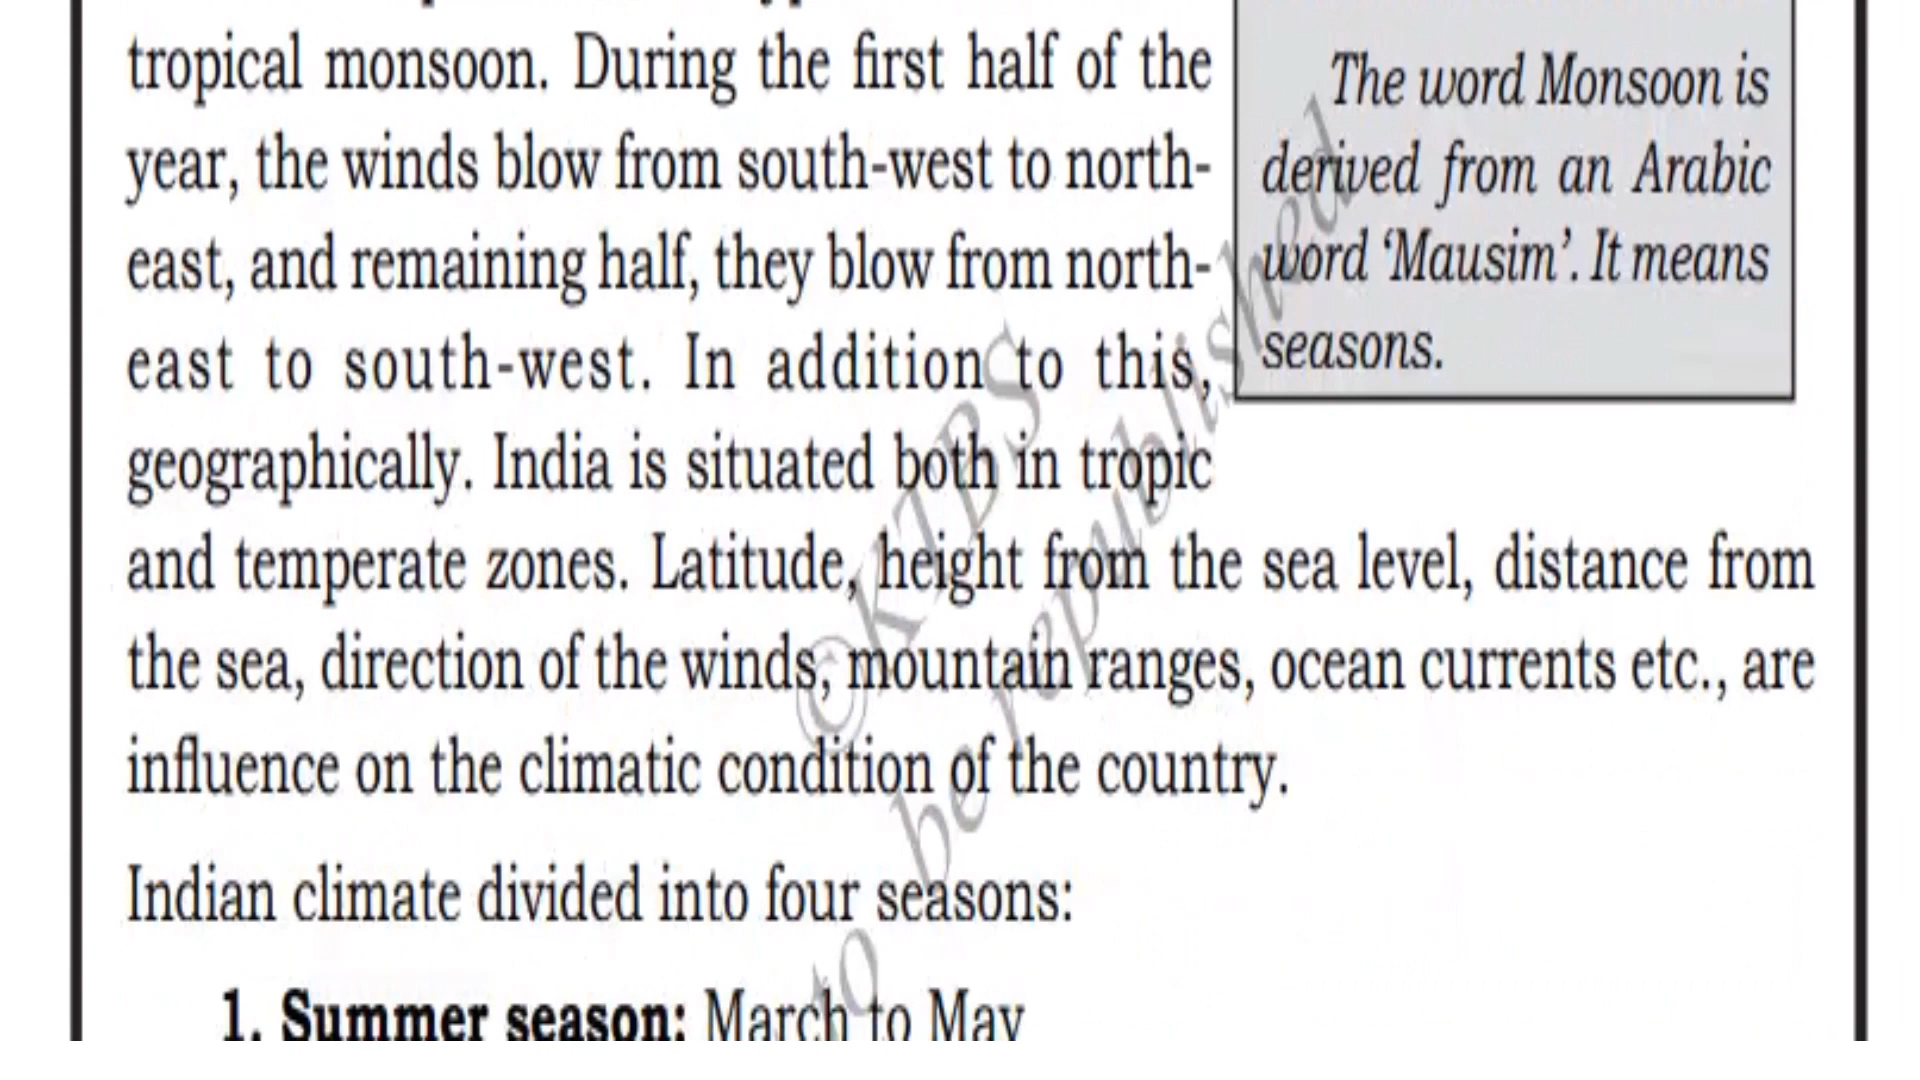 tropical monsoon. During the first half of the
year, the winds blow from south-west to north-
east, and remaining half, they blow from north-
east to south-west. In addition to this,
geographically. India is situated both in tropic
and temperate zones. Latitude, height from the sea level, distance from
the sea, direction of the winds, mountain ranges, ocean currents etc., are
influence on the climatic condition of the country.
Indian climate divided into four seasons:
1. Summer season: March to May
The word Monsoon is
derived from an Arabic
word ‘Mausim’. It means
seasons.
©KTBS
to be republished